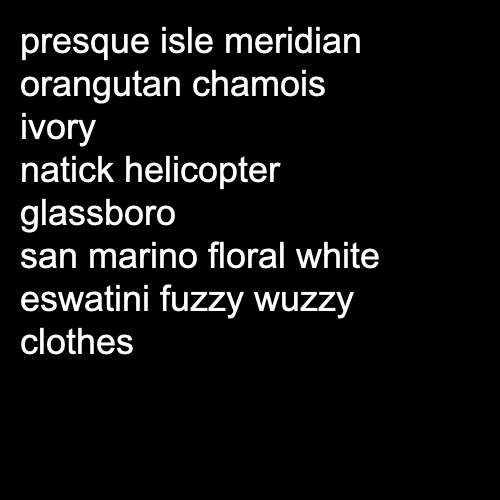 presque isle meridian
orangutan chamois
ivory
natick helicopter
glassboro
san marino floral white
eswatini fuzzy wuzzy
clothes